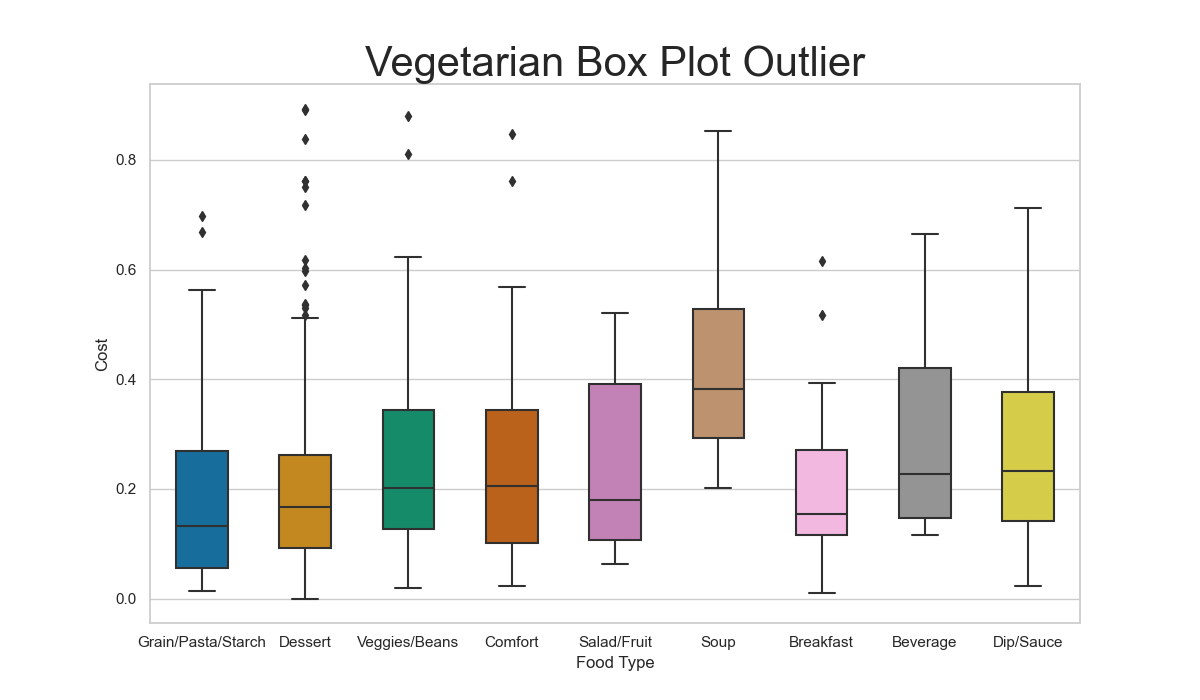 Vegetarian Box Plot Outlier
0.8
0.6
0.4
0.2
0.0
Cost
Grain/Pasta/Starch Dessert Veggies/Beans Comfort Salad/Fruit Soup Breakfast Beverage Dip/Sauce
Food Type